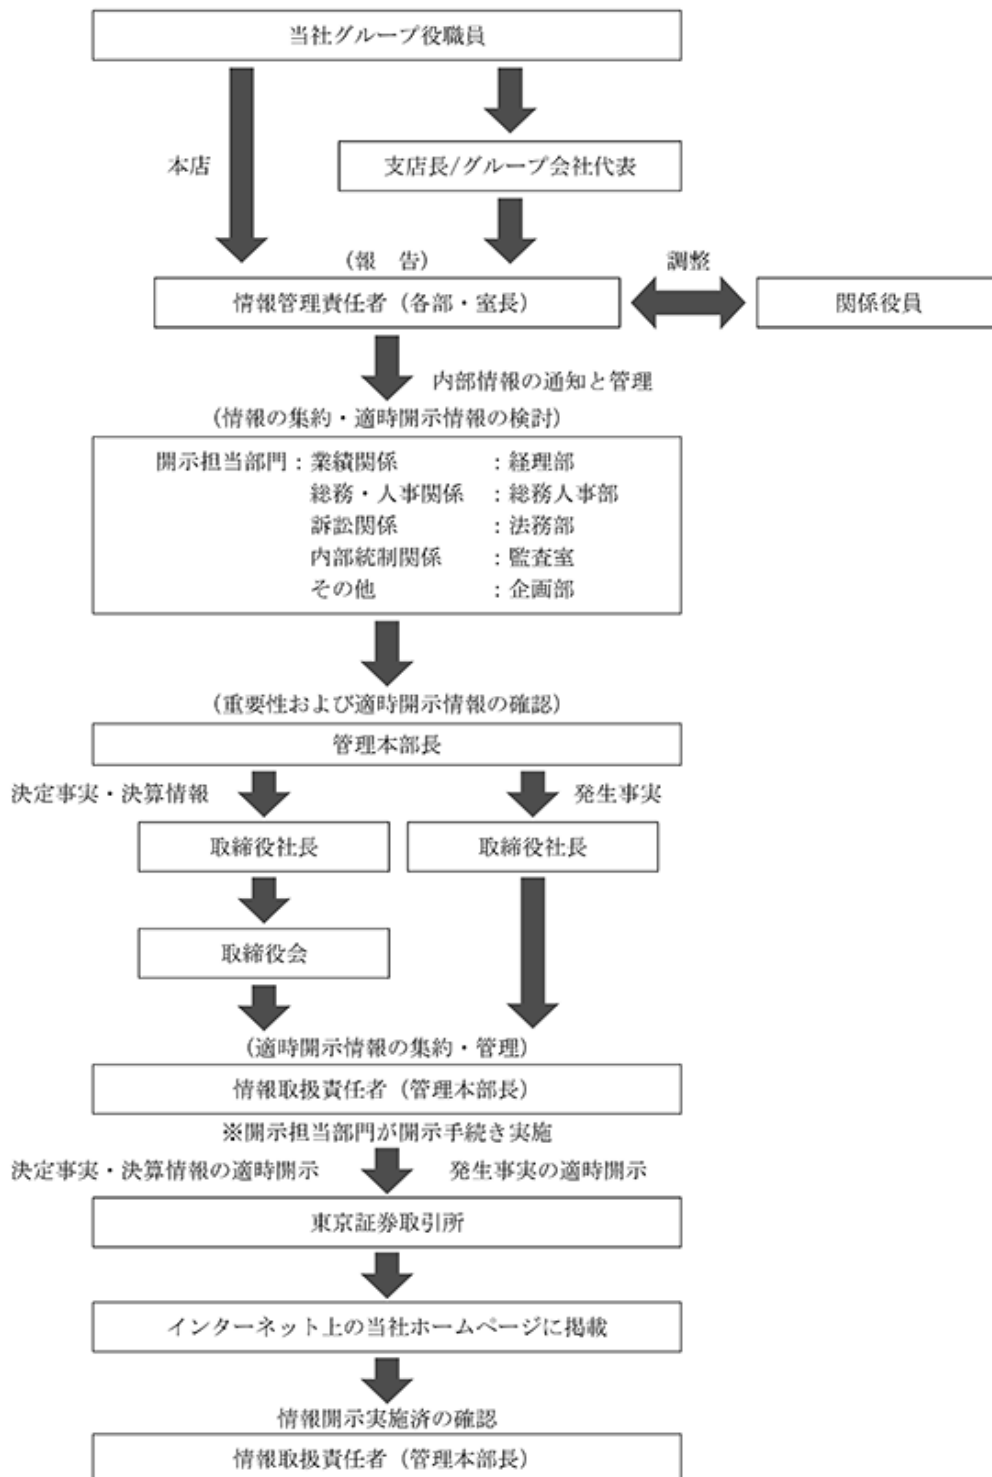 当社グループ役職員
本店
支店長/グループ会社代表
(報　告)
調整
情報管理責任者（各部・室長）
関係役員
内部情報の通知と管理
(情報の集約・適時開示情報の検討)
開示担当部門：業績関係　：経理部
総務・人事関係　：総務人事部
訴訟関係　：法務部
内部統制関係　：監査室
その他　：企画部
(重要性および適時開示情報の確認)
管理本部長
決定事実・決算情報
発生事実
取締役社長
取締役社長
取締役会
(適時開示情報の集約・管理)
情報取扱責任者（管理本部長）
※開示担当部門が開示手続き実施
決定事実・決算情報の適時開示
発生事実の適時開示
東京証券取引所
インターネット上の当社ホームページに掲載
情報開示実施済の確認
情報取扱責任者（管理本部長）